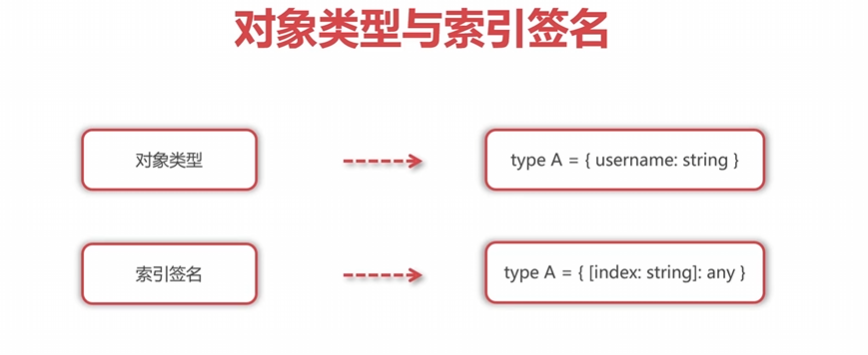 对象类型与索引签名
对象类型
type A = { username: string }
索引签名
type A = { [index: string]: any }